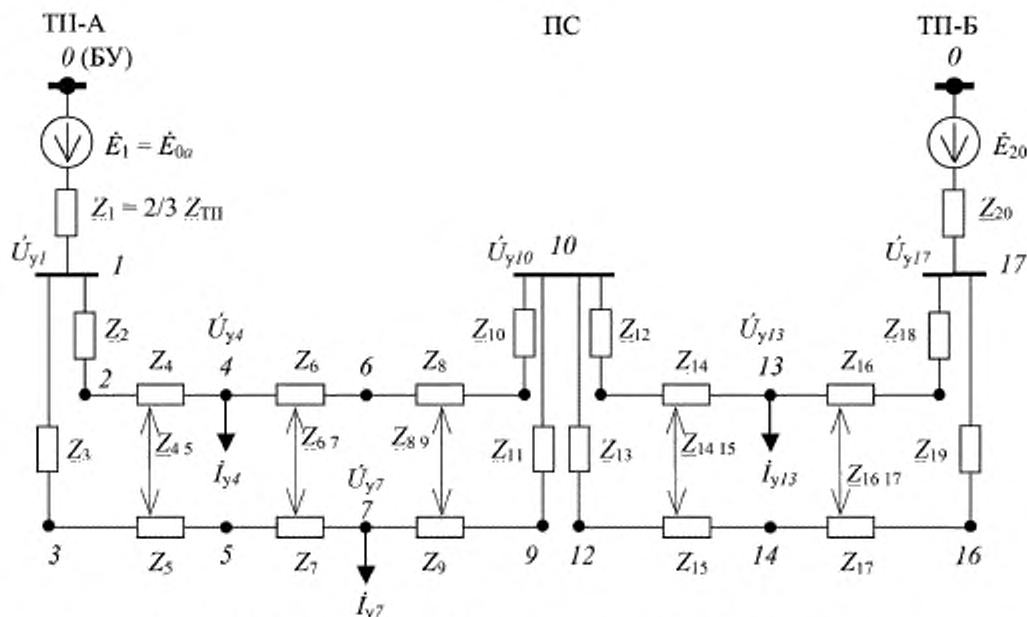 ТП-А ПС ТП-Б
0 (БУ) 0
Ė₁ = Ė₀ₐ Ė₂₀
Z₁ = 2/3 Z_ТП Z₂₀
U̇у1 1 U̇у10 10 U̇у17 17
Z₂ Z₁₀ Z₁₂ Z₁₈
U̇у4 U̇у13
2 Z₄ 4 Z₆ 6 Z₈ Z₁₄ 13 Z₁₆
Z₃ Z₄ ₅ İу4 Z₆ ₇ Z₈ ₉ Z₁₁ Z₁₃ Z₁₄ ₁₅ İу13 Z₁₆ ₁₇ Z₁₉
U̇у7
7
3 Z₅ 5 Z₇ Z₉ 9 12 Z₁₅ 14 Z₁₇ 16
İу7